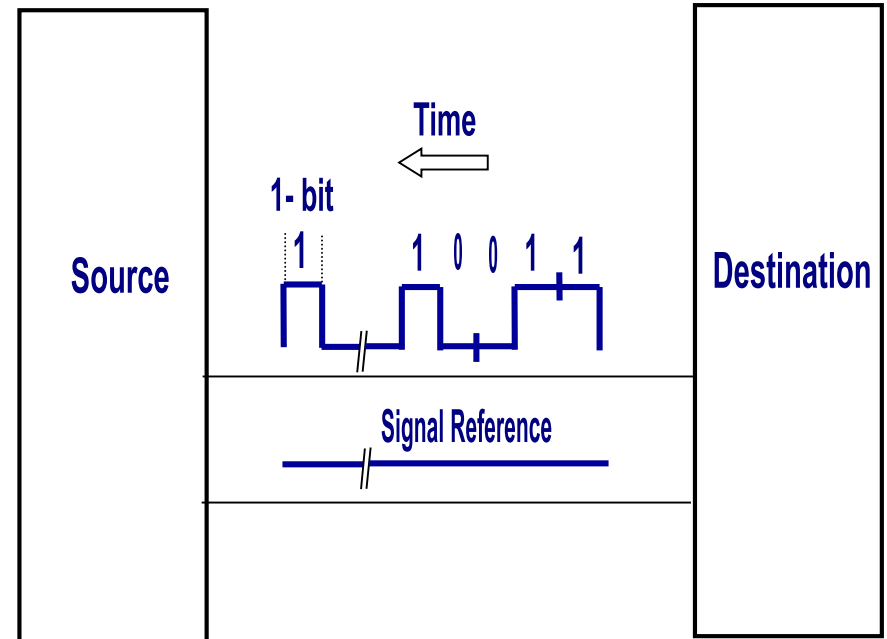 Time
1- bit
1 1 0 0 1 1
Source
Destination
Signal Reference